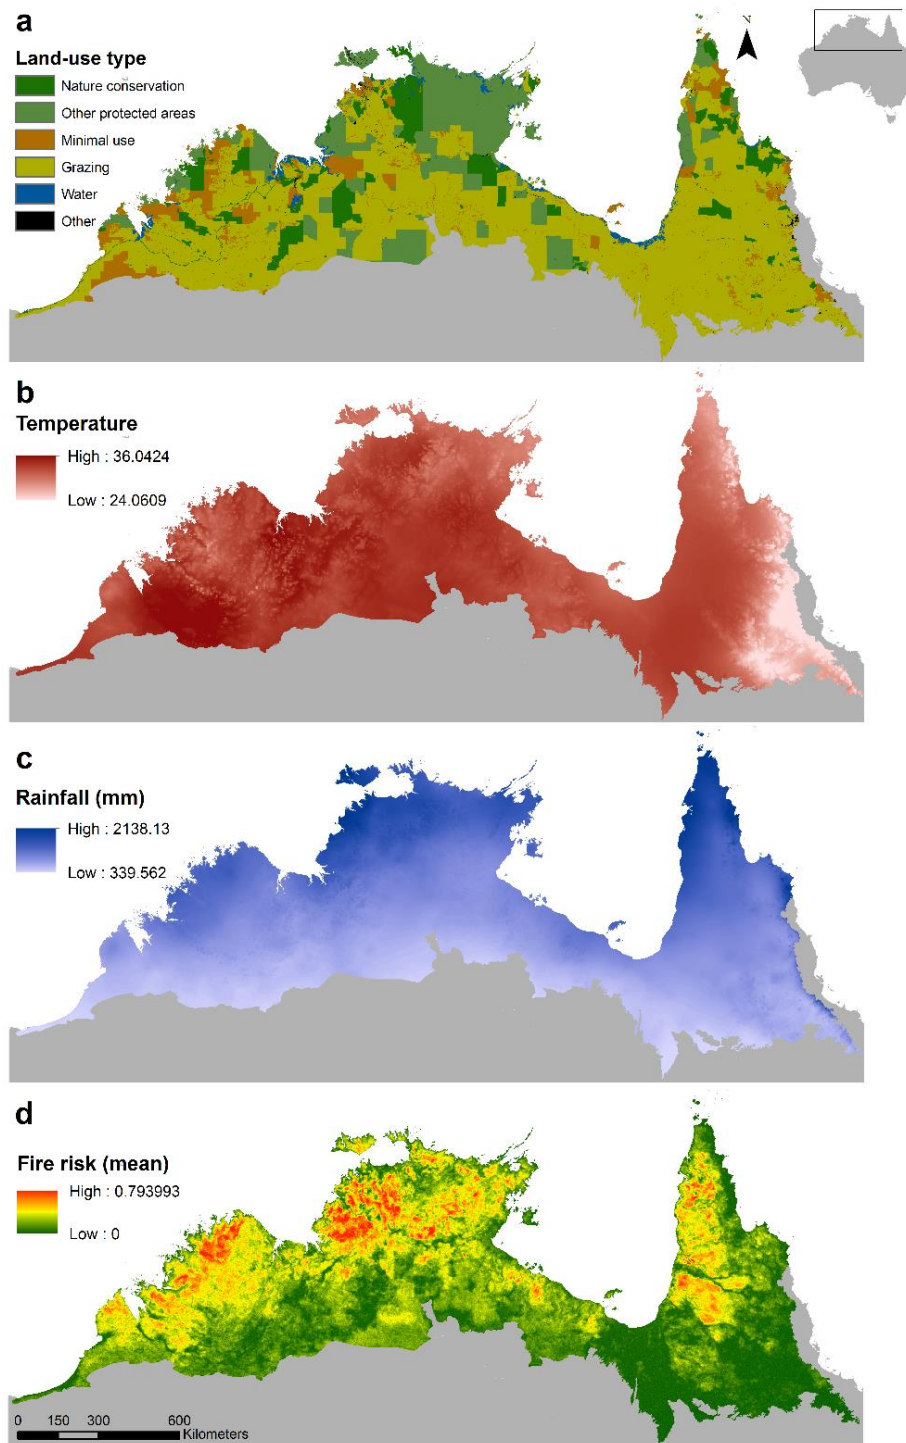 a
N
Land-use type
Nature conservation
Other protected areas
Minimal use
Grazing
Water
Other
b
Temperature
High : 36.0424
Low : 24.0609
c
Rainfall (mm)
High : 2138.13
Low : 339.562
d
Fire risk (mean)
High : 0.793993
Low : 0
0 150 300 600
Kilometers